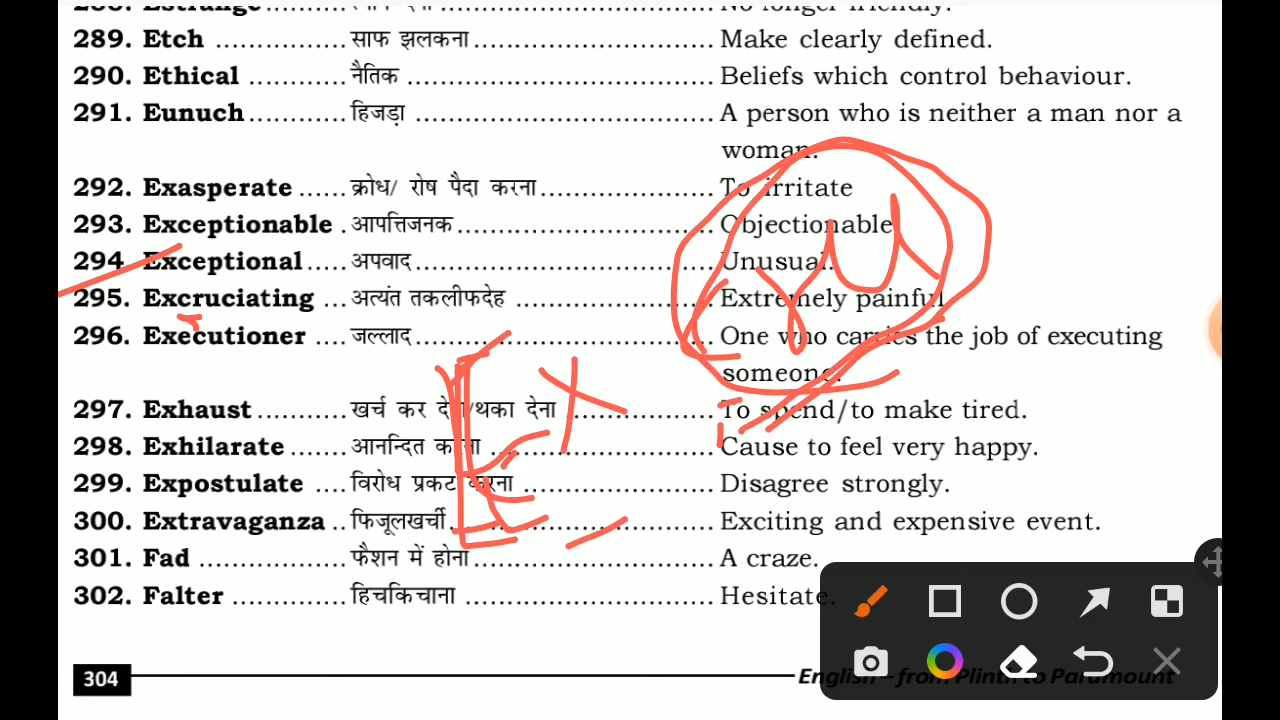 288. Estrange ................ No longer friendly.
289. Etch ................ साफ झलकना ................ Make clearly defined.
290. Ethical ............ नैतिक ................ Beliefs which control behaviour.
291. Eunuch ............ हिजड़ा ................ A person who is neither a man nor a
woman.
292. Exasperate ...... क्रोध/ रोष पैदा करना ................ To irritate
293. Exceptionable . आपत्तिजनक ................ Objectionable
294. Exceptional ..... अपवाद ................ Unusual.
295. Excruciating ... अत्यंत तकलीफदेह ................ Extremely painful
296. Executioner .... जल्लाद ................ One who carries the job of executing
someone.
297. Exhaust ........... खर्च कर देना/थका देना ................ To spend/to make tired.
298. Exhilarate ....... आनन्दित करना ................ Cause to feel very happy.
299. Expostulate .... विरोध प्रकट करना ................ Disagree strongly.
300. Extravaganza .. फिजूलखर्ची ................ Exciting and expensive event.
301. Fad .................. फैशन में होना ................ A craze.
302. Falter .............. हिचकिचाना ................ Hesitate.
304 English – from Plinth to Paramount